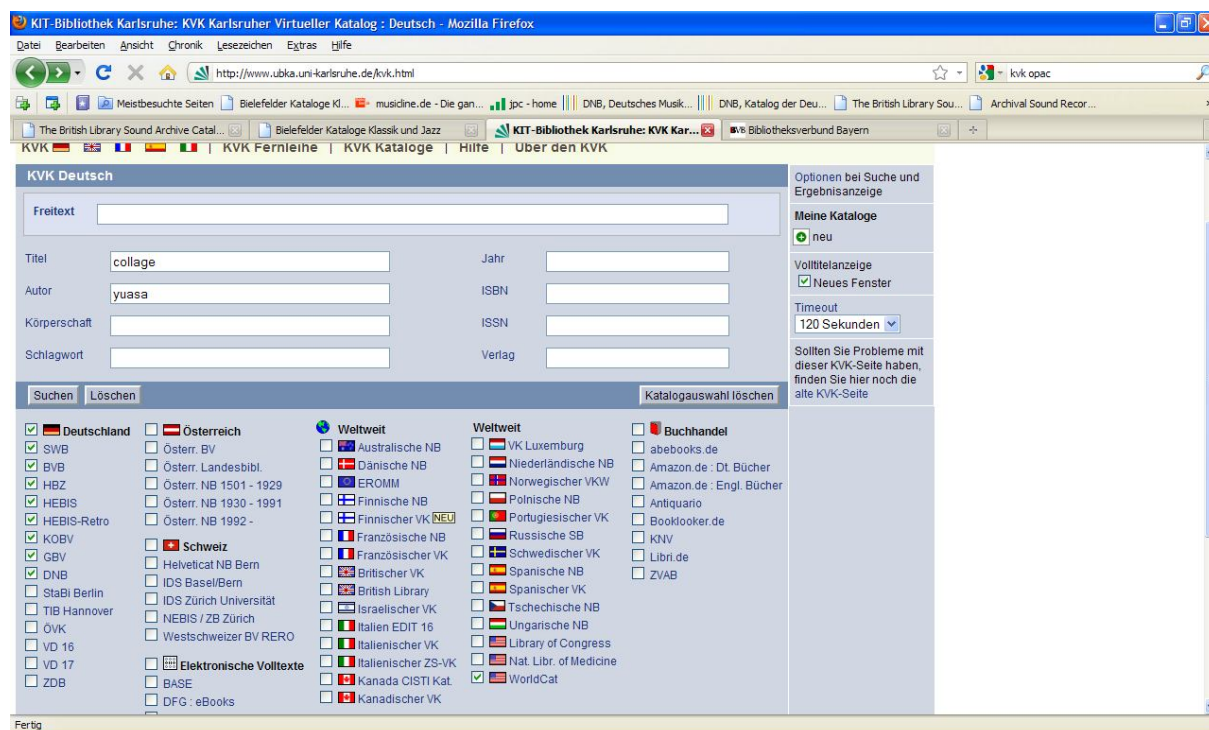 KIT-Bibliothek Karlsruhe: KVK Karlsruher Virtueller Katalog : Deutsch - Mozilla Firefox
Datei Bearbeiten Ansicht Chronik Lesezeichen Extras Hilfe
http://www.ubka.uni-karlsruhe.de/kvk.html kvk opac
Meistbesuchte Seiten Bielefelder Kataloge Kl... musicline.de - Die gan... jpc - home DNB, Deutsches Musik... DNB, Katalog der Deu... The British Library Sou... Archival Sound Recor...
The British Library Sound Archive Catal... Bielefelder Kataloge Klassik und Jazz KIT-Bibliothek Karlsruhe: KVK Kar... BVB Bibliotheksverbund Bayern
KVK | KVK Fernleihe | KVK Kataloge | Hilfe | Über den KVK
KVK Deutsch
Freitext
Titel collage Jahr
Autor yuasa ISBN
Körperschaft ISSN
Schlagwort Verlag
Suchen Löschen Katalogauswahl löschen
Optionen bei Suche und
Ergebnisanzeige
Meine Kataloge
neu
Volltitelanzeige
Neues Fenster
Timeout
120 Sekunden
Sollten Sie Probleme mit
dieser KVK-Seite haben,
finden Sie hier noch die
alte KVK-Seite
Deutschland
SWB
BVB
HBZ
HEBIS
HEBIS-Retro
KOBV
GBV
DNB
StaBi Berlin
TIB Hannover
ÖVK
VD 16
VD 17
ZDB
Österreich
Österr. BV
Österr. Landesbibl.
Österr. NB 1501 - 1929
Österr. NB 1930 - 1991
Österr. NB 1992 -
Schweiz
Helveticat NB Bern
IDS Basel/Bern
IDS Zürich Universität
NEBIS / ZB Zürich
Westschweizer BV RERO
Elektronische Volltexte
BASE
DFG : eBooks
Weltweit
Australische NB
Dänische NB
EROMM
Finnische NB
Finnischer VK NEU
Französische NB
Französischer VK
Britischer VK
British Library
Israelischer VK
Italien EDIT 16
Italienischer VK
Italienischer ZS-VK
Kanada CISTI Kat.
Kanadischer VK
Weltweit
VK Luxemburg
Niederländische NB
Norwegischer VKW
Polnische NB
Portugiesischer VK
Russische SB
Schwedischer VK
Spanische NB
Spanischer VK
Tschechische NB
Ungarische NB
Library of Congress
Nat. Libr. of Medicine
WorldCat
Buchhandel
abebooks.de
Amazon.de : Dt. Bücher
Amazon.de : Engl. Bücher
Antiquario
Booklooker.de
KNV
Libri.de
ZVAB
Fertig